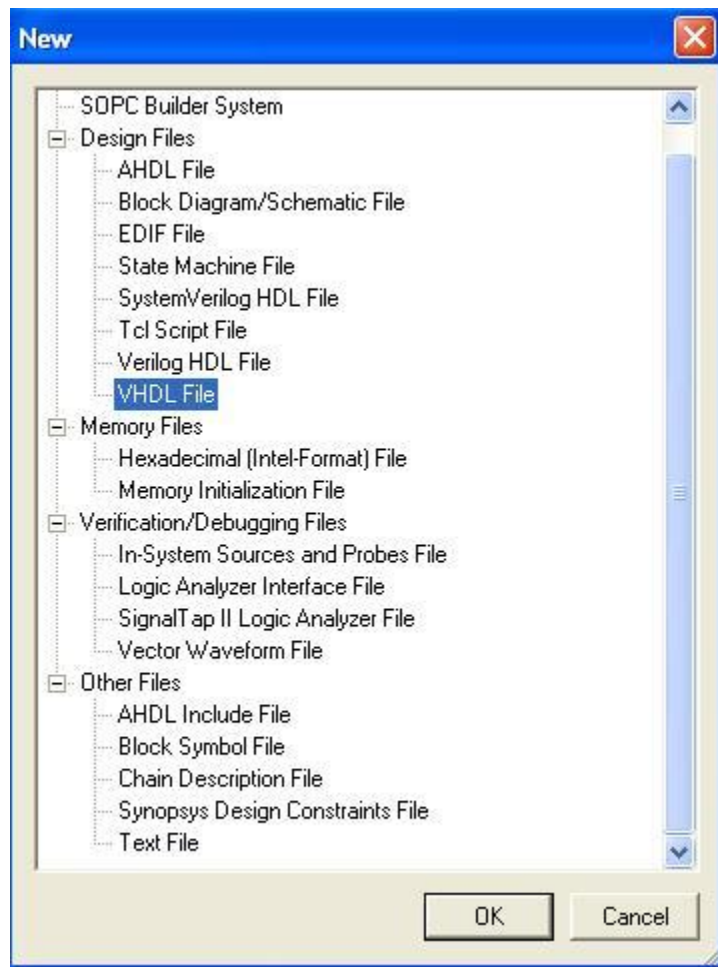 New
SOPC Builder System
Design Files
AHDL File
Block Diagram/Schematic File
EDIF File
State Machine File
SystemVerilog HDL File
Tcl Script File
Verilog HDL File
VHDL File
Memory Files
Hexadecimal (Intel-Format) File
Memory Initialization File
Verification/Debugging Files
In-System Sources and Probes File
Logic Analyzer Interface File
SignalTap II Logic Analyzer File
Vector Waveform File
Other Files
AHDL Include File
Block Symbol File
Chain Description File
Synopsys Design Constraints File
Text File
OK Cancel